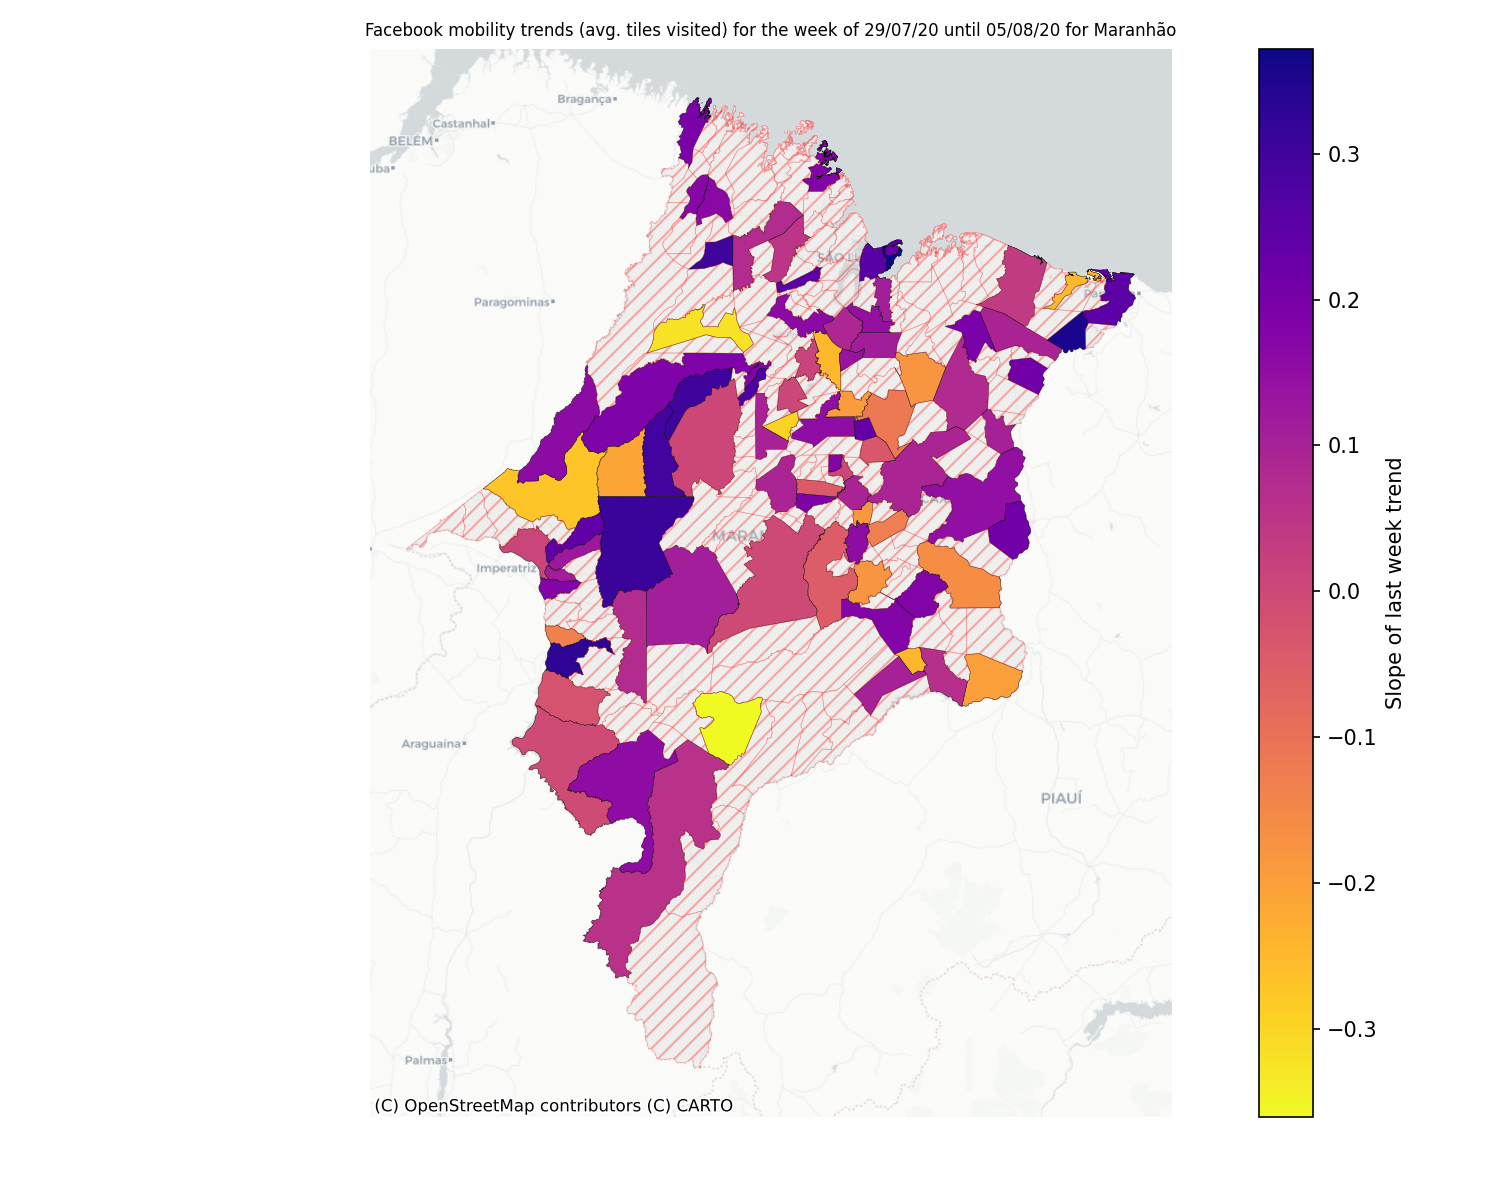 Facebook mobility trends (avg. tiles visited) for the week of 29/07/20 until 05/08/20 for Maranhão
Bragança
Castanhal
BELÉM
uba
0.3
SÃO L
Paragominas
Pa
0.2
0.1
MARAN
Imperatriz
0.0
Slope of last week trend
−0.1
Araguaína
PIAUÍ
−0.2
−0.3
Palmas
(C) OpenStreetMap contributors (C) CARTO